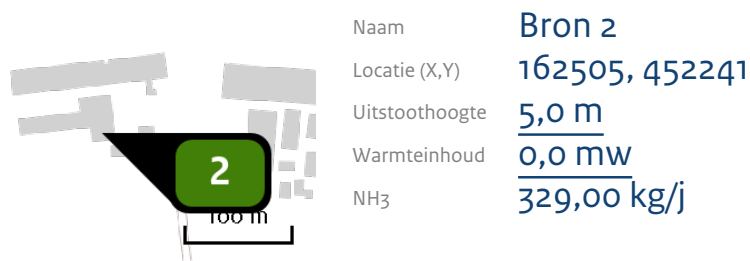 Naam Bron 2
Locatie (X,Y) 162505, 452241
Uitstoothoogte 5,0 m
Warmteinhoud 0,0 mw
NH3 329,00 kg/j
2
100 m